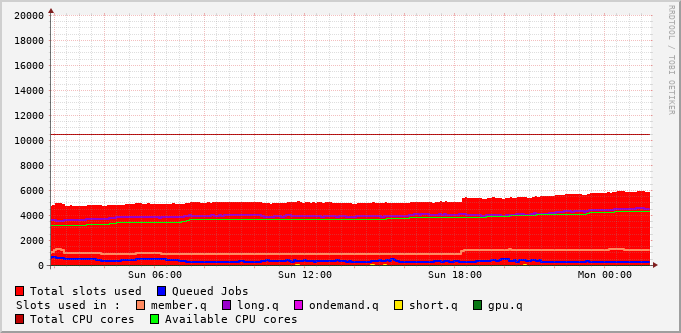 RRDTOOL / TOBI OETIKER
20000
18000
16000
14000
12000
10000
8000
6000
4000
2000
0
Sun 06:00 Sun 12:00 Sun 18:00 Mon 00:00
Total slots used Queued Jobs
Slots used in : member.q long.q ondemand.q short.q gpu.q
Total CPU cores Available CPU cores